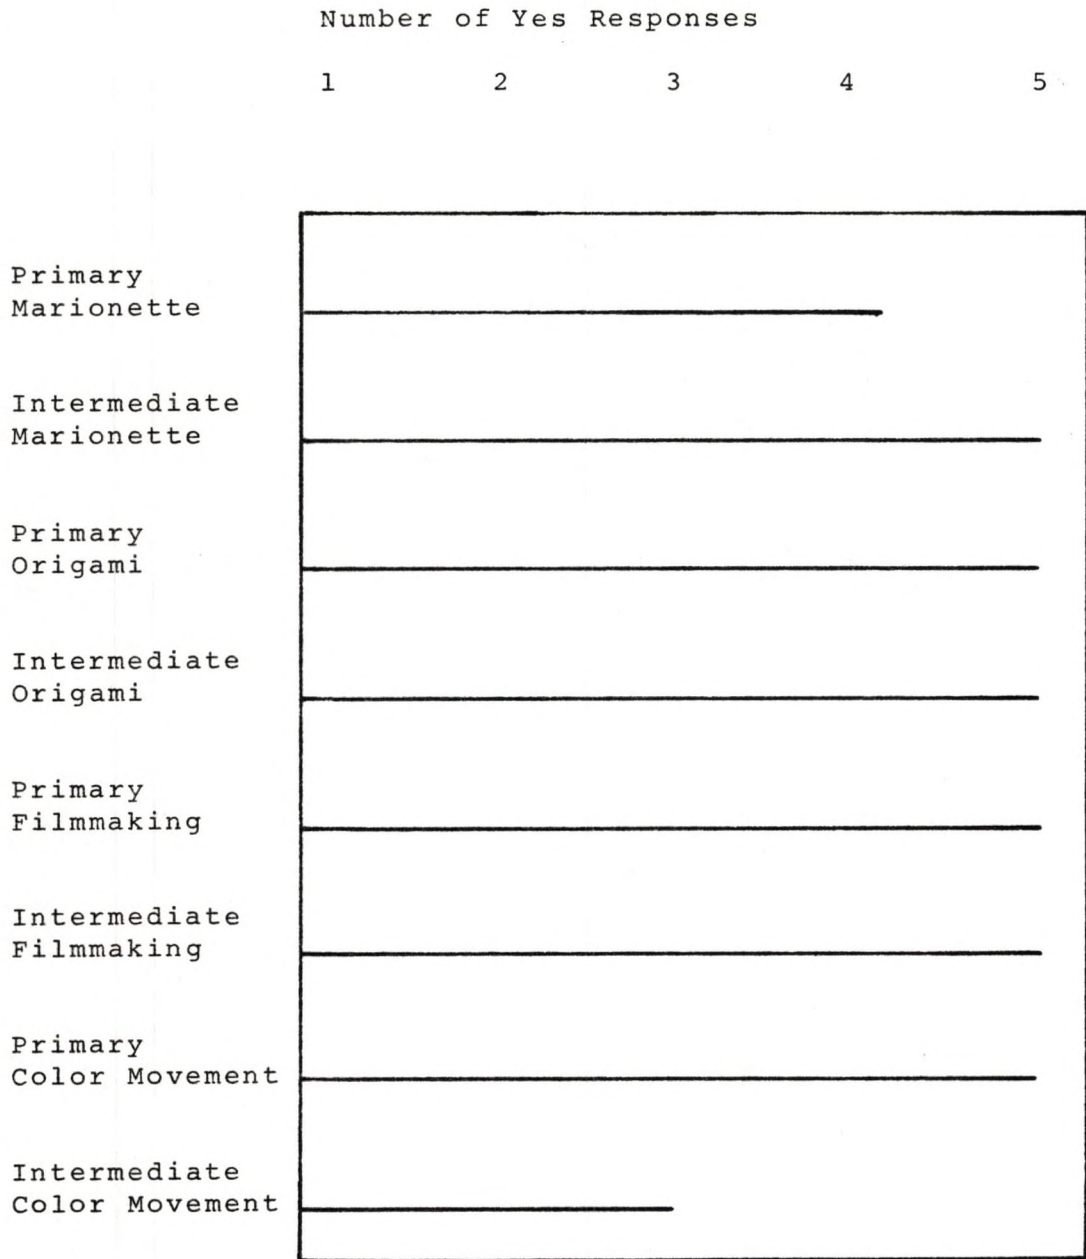 Number of Yes Responses
1 2 3 4 5
Primary
Marionette
Intermediate
Marionette
Primary
Origami
Intermediate
Origami
Primary
Filmmaking
Intermediate
Filmmaking
Primary
Color Movement
Intermediate
Color Movement